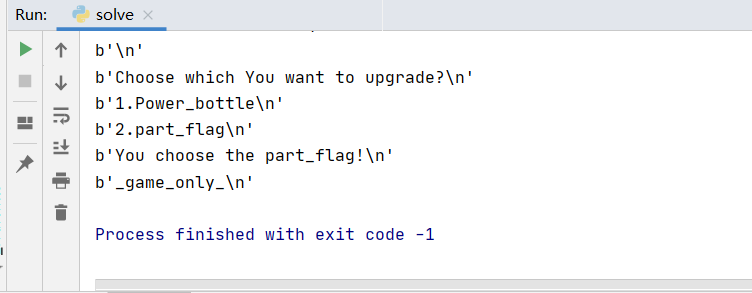 Run: solve
b'\n'
b'Choose which You want to upgrade?\n'
b'1.Power_bottle\n'
b'2.part_flag\n'
b'You choose the part_flag!\n'
b'_game_only_\n'
Process finished with exit code -1